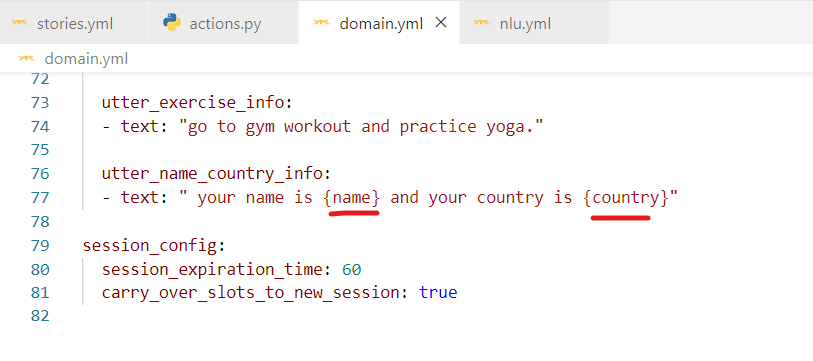 stories.yml actions.py domain.yml nlu.yml
domain.yml
72
73 utter_exercise_info:
74 - text: "go to gym workout and practice yoga."
75
76 utter_name_country_info:
77 - text: " your name is {name} and your country is {country}"
78
79 session_config:
80 session_expiration_time: 60
81 carry_over_slots_to_new_session: true
82